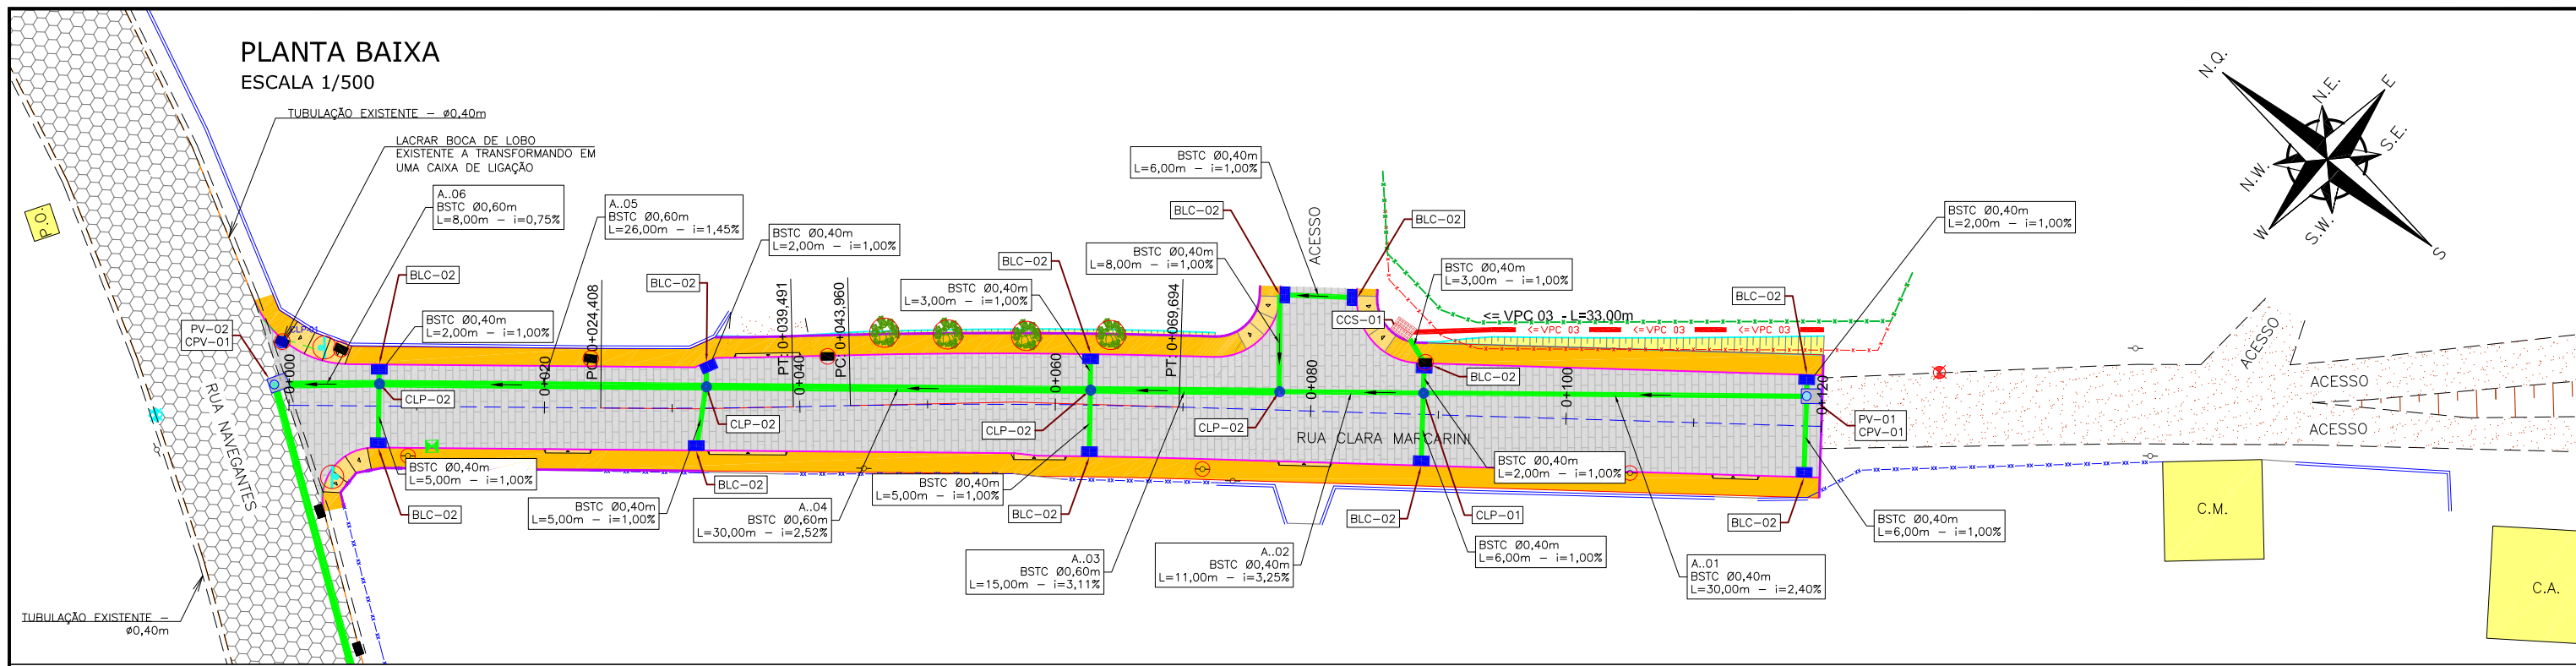 PLANTA BAIXA
ESCALA 1/500
TUBULAÇÃO EXISTENTE - ø0,40m
LACRAR BOCA DE LOBO
EXISTENTE A TRANSFORMANDO EM
UMA CAIXA DE LIGAÇÃO
A..06
BSTC Ø0,60m
L=8,00m - i=0,75%
A..05
BSTC Ø0,60m
L=26,00m - i=1,45%
BSTC Ø0,40m
L=2,00m - i=1,00%
BSTC Ø0,40m
L=6,00m - i=1,00%
BLC-02
ACESSO
BLC-02
BSTC Ø0,40m
L=2,00m - i=1,00%
N.Q.
N.E.
E
S.E.
S
S.W.
W
N.W.
P.O.
BLC-02
BLC-02
BLC-02
BSTC Ø0,40m
L=8,00m - i=1,00%
BSTC Ø0,40m
L=3,00m - i=1,00%
BSTC Ø0,40m
L=3,00m - i=1,00%
BLC-02
PV-02
CPV-01
CLP-01
BSTC Ø0,40m
L=2,00m - i=1,00%
PC: 0+024,408
PT: 0+039,491
PC: 0+043,960
PT: 0+069,694
CCS-01
<= VPC 03 - L=33,00m
<=VPC 03
<=VPC 03
<=VPC 03
0+000
0+020
0+040
0+060
0+080
0+100
0+120
BLC-02
CLP-02
CLP-02
CLP-02
CLP-02
RUA CLARA MARCARINI
PV-01
CPV-01
ACESSO
ACESSO
ACESSO
RUA NAVEGANTES
BSTC Ø0,40m
L=5,00m - i=1,00%
BLC-02
BSTC Ø0,40m
L=5,00m - i=1,00%
BLC-02
A..04
BSTC Ø0,60m
L=30,00m - i=2,52%
BSTC Ø0,40m
L=5,00m - i=1,00%
BLC-02
A..03
BSTC Ø0,60m
L=15,00m - i=3,11%
A..02
BSTC Ø0,40m
L=11,00m - i=3,25%
BLC-02
BSTC Ø0,40m
L=2,00m - i=1,00%
CLP-01
BSTC Ø0,40m
L=6,00m - i=1,00%
A..01
BSTC Ø0,40m
L=30,00m - i=2,40%
BLC-02
BSTC Ø0,40m
L=6,00m - i=1,00%
C.M.
C.A.
TUBULAÇÃO EXISTENTE -
ø0,40m